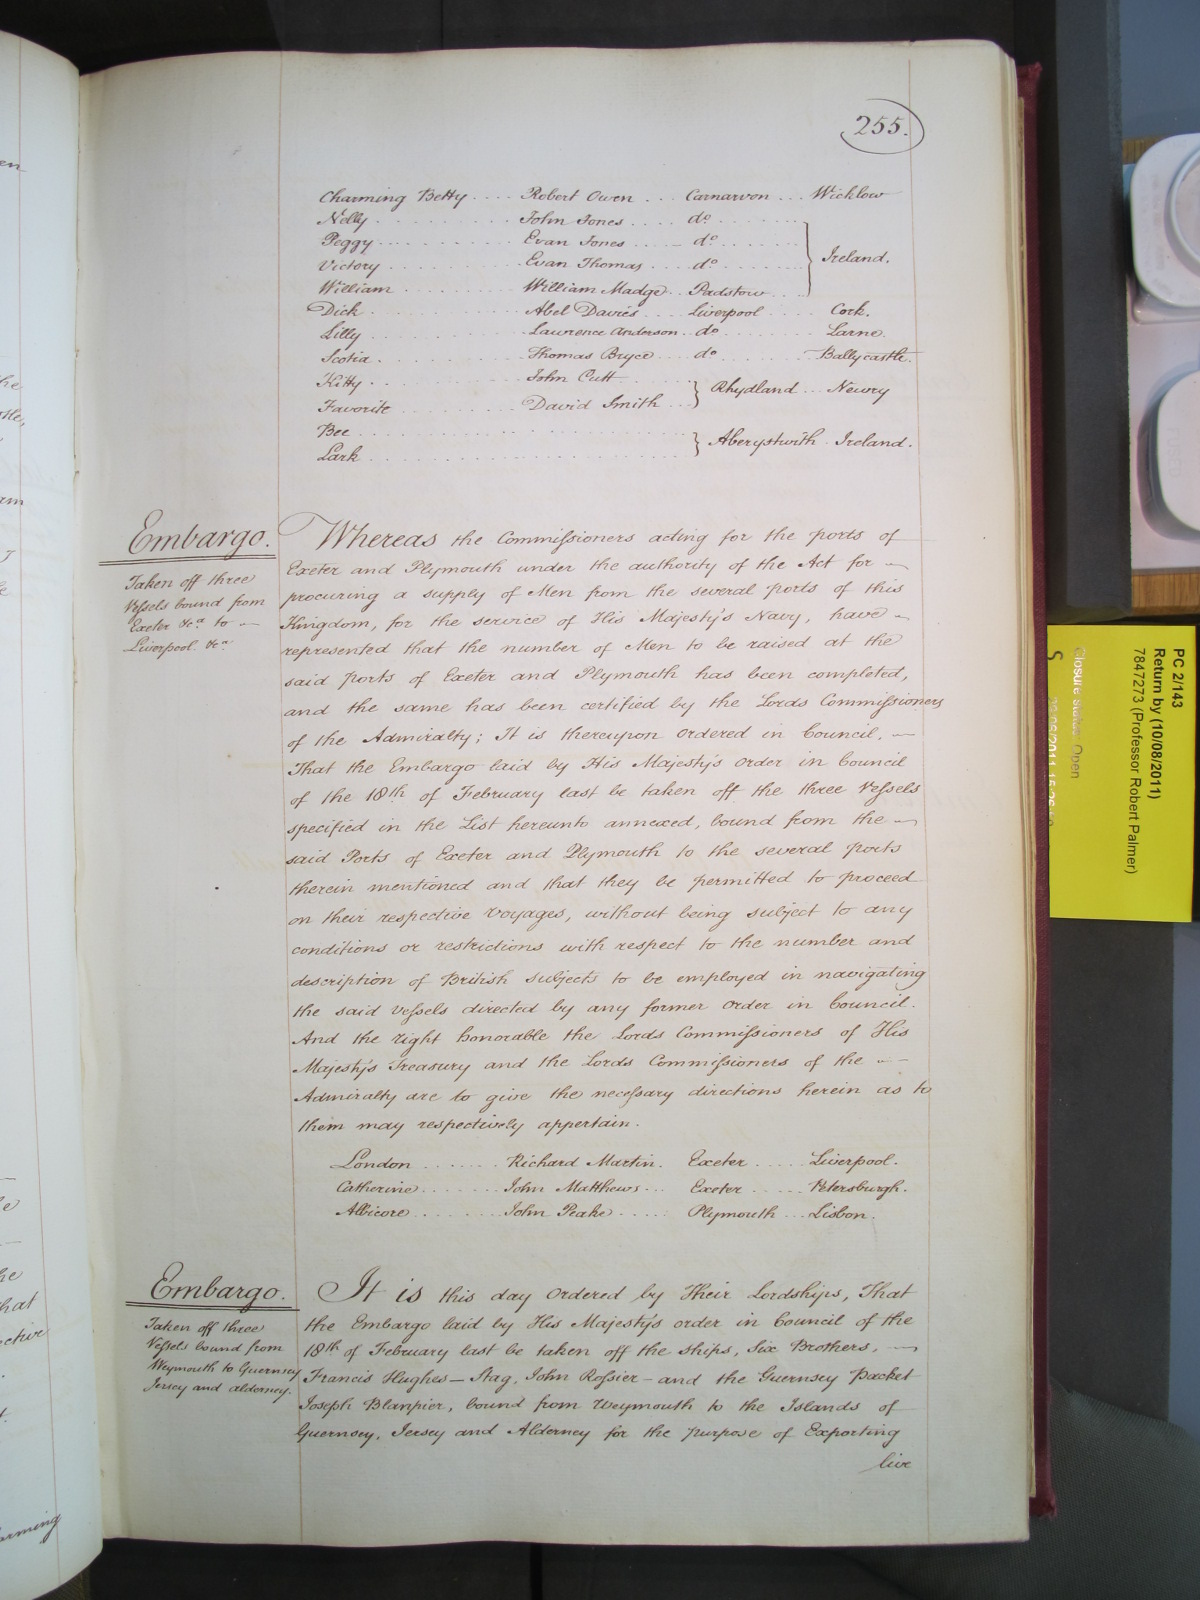 255.
Charming Betty .... Robert Owen ... Carnarvon ... Wicklow
Nelly ........ John Jones .... do ........
Peggy ........ Evan Jones .... do ........ Ireland.
Victory ........ Evan Thomas .... do ........
William ........ William Madge .. Padstow ...
Dick ........ Abel Davies .... Liverpool .... Cork.
Lilly ........ Lawrence Anderson .. do ........ Larne.
Scotia ........ Thomas Bryce ... do ........ Ballycastle.
Kitty ........ John Cutt ....
Rhydland ... Newry
Favorite ........ David Smith ...
Bee ........
Aberystwith . Ireland.
Lark ........
Embargo.
Taken off three
Vessels bound from
Exeter &ca to
Liverpool &ca
Whereas the Commissioners acting for the ports of
Exeter and Plymouth under the authority of the Act for
procuring a supply of Men from the several ports of this
Kingdom, for the service of His Majesty's Navy, have
represented that the number of Men to be raised at the
said ports of Exeter and Plymouth has been completed,
and the same has been certified by the Lords Commissioners
of the Admiralty; It is thereupon Ordered in Council,
That the Embargo laid by His Majesty's Order in Council
of the 18th of February last be taken off the three Vessels
specified in the List hereunto annexed, bound from the
said Ports of Exeter and Plymouth to the several ports
therein mentioned and that they be permitted to proceed
on their respective Voyages, without being subject to any
conditions or restrictions with respect to the number and
description of British subjects to be employed in navigating
the said Vessels directed by any former Order in Council.
And the right honorable the Lords Commissioners of His
Majesty's Treasury and the Lords Commissioners of the
Admiralty are to give the necessary directions herein as to
them may respectively appertain.
London ....... Richard Martin. Exeter ..... Liverpool.
Catherine ....... John Matthews ... Exeter ..... Petersburgh.
Albicore ....... John Peake ..... Plymouth ... Lisbon.
Embargo.
Taken off three
Vessels bound from
Weymouth to Guernsey
Jersey and Alderney.
It is this day Ordered by Their Lordships, That
the Embargo laid by His Majesty's order in Council of the
18th of February last be taken off the ships, Six Brothers,
Francis Hughes – Stag, John Rossier – and the Guernsey Packet
Joseph Blanpier, bound from Weymouth to the Islands of
Guernsey, Jersey and Alderney for the purpose of Exporting
live
PC 2/143
Return by (10/08/2011)
7847273 (Professor Robert Palmer)
Closure status: Open
S